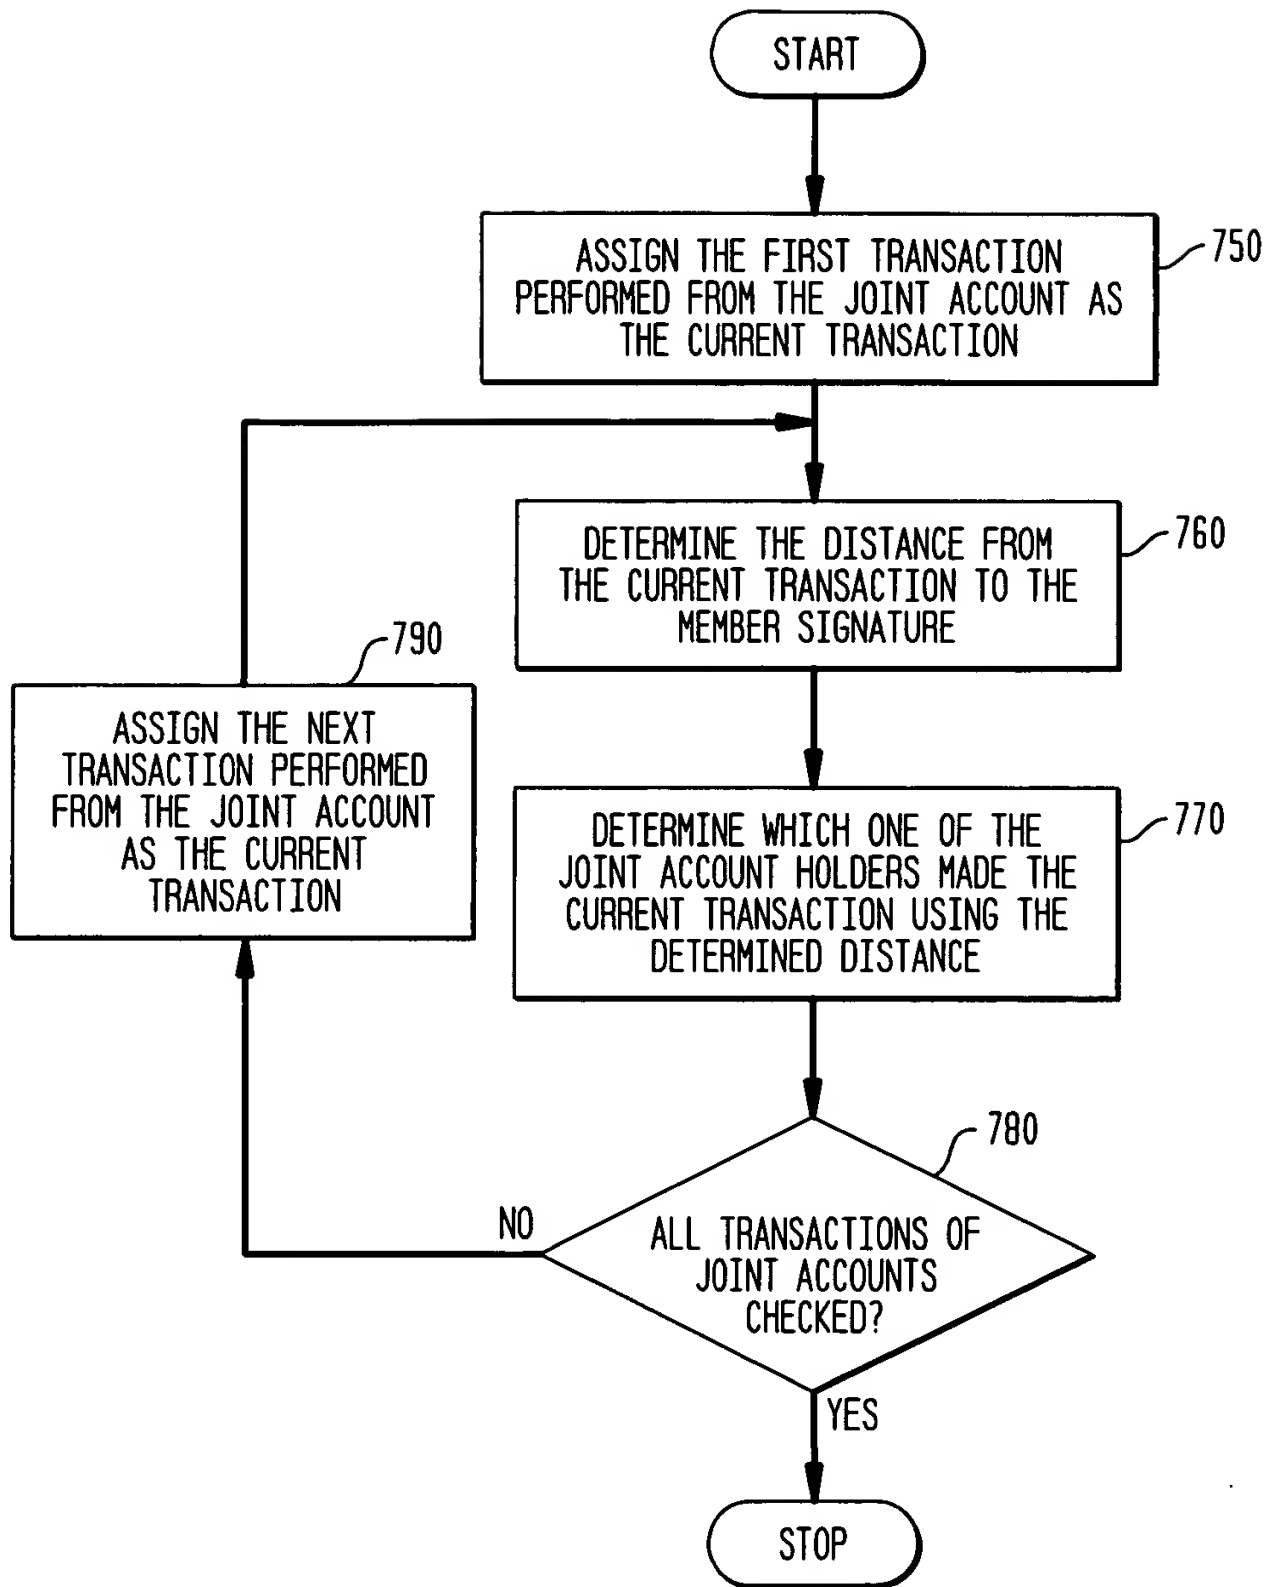 START
ASSIGN THE FIRST TRANSACTION
PERFORMED FROM THE JOINT ACCOUNT AS
THE CURRENT TRANSACTION
750
DETERMINE THE DISTANCE FROM
THE CURRENT TRANSACTION TO THE
MEMBER SIGNATURE
760
790
ASSIGN THE NEXT
TRANSACTION PERFORMED
FROM THE JOINT ACCOUNT
AS THE CURRENT
TRANSACTION
DETERMINE WHICH ONE OF THE
JOINT ACCOUNT HOLDERS MADE THE
CURRENT TRANSACTION USING THE
DETERMINED DISTANCE
770
780
NO
ALL TRANSACTIONS OF
JOINT ACCOUNTS
CHECKED?
YES
STOP